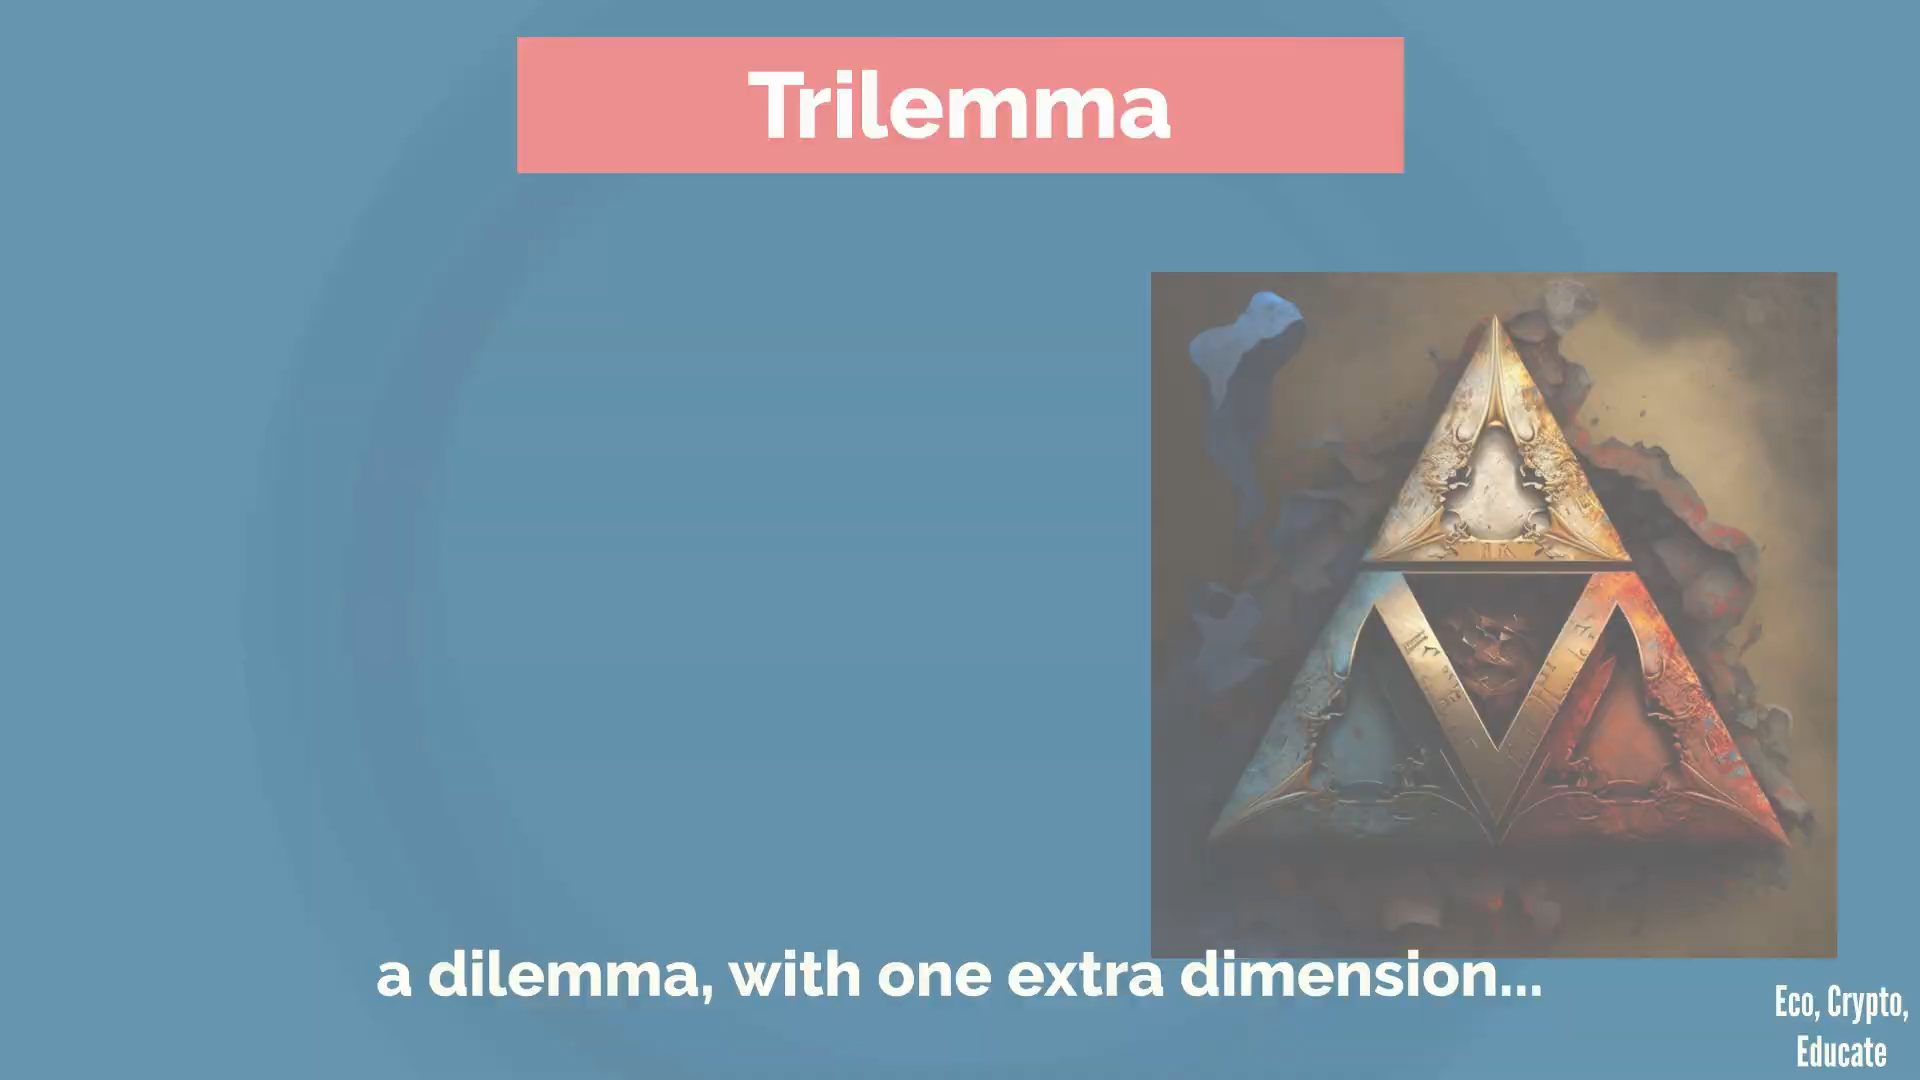 Trilemma
a dilemma, with one extra dimension...
Eco, Crypto,
Educate